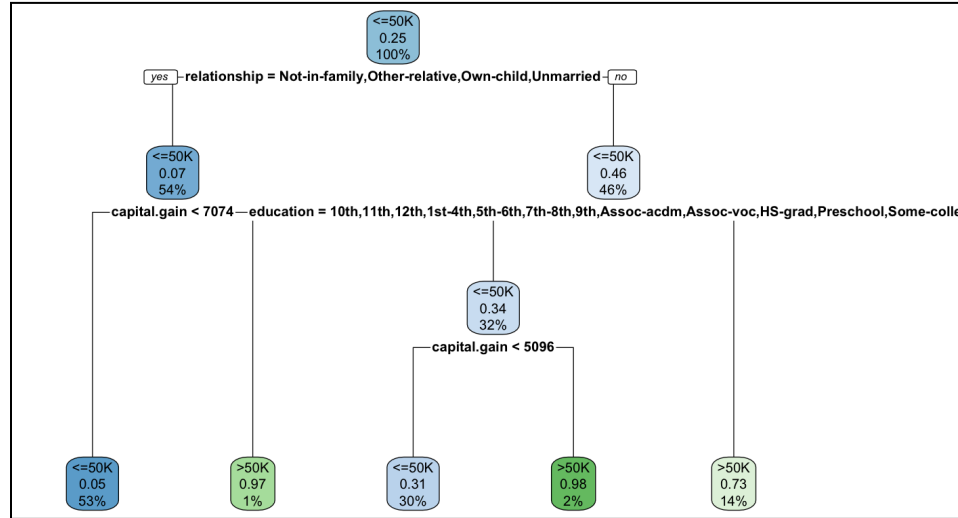 <=50K
0.25
100%
yes relationship = Not-in-family,Other-relative,Own-child,Unmarried no
<=50K
0.07
54%
<=50K
0.46
46%
capital.gain < 7074 education = 10th,11th,12th,1st-4th,5th-6th,7th-8th,9th,Assoc-acdm,Assoc-voc,HS-grad,Preschool,Some-colle
<=50K
0.34
32%
capital.gain < 5096
<=50K
0.05
53%
>50K
0.97
1%
<=50K
0.31
30%
>50K
0.98
2%
>50K
0.73
14%